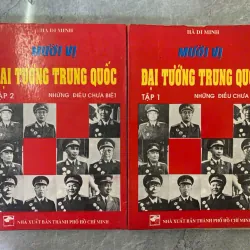 HÀ DI MINH
MƯỜI VỊ
ĐẠI TƯỚNG TRUNG QUỐC
TẬP 2
NHỮNG ĐIỀU CHƯA BIẾT
NHÀ XUẤT BẢN THÀNH PHỐ HỒ CHÍ MINH
HÀ DI MINH
MƯỜI VỊ
ĐẠI TƯỚNG TRUNG QUỐ
TẬP 1
NHỮNG ĐIỀU CHƯA BIẾ
NHÀ XUẤT BẢN THÀNH PHỐ HỒ CHÍ MINH